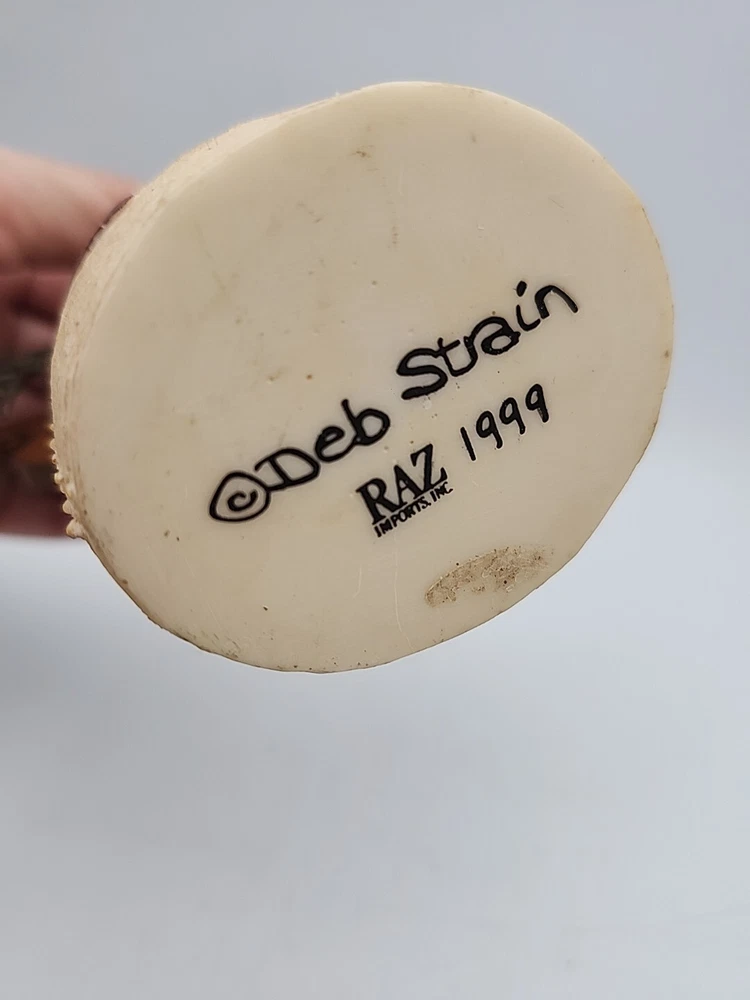 ©Deb Strain
RAZ 1999
IMPORTS, INC.